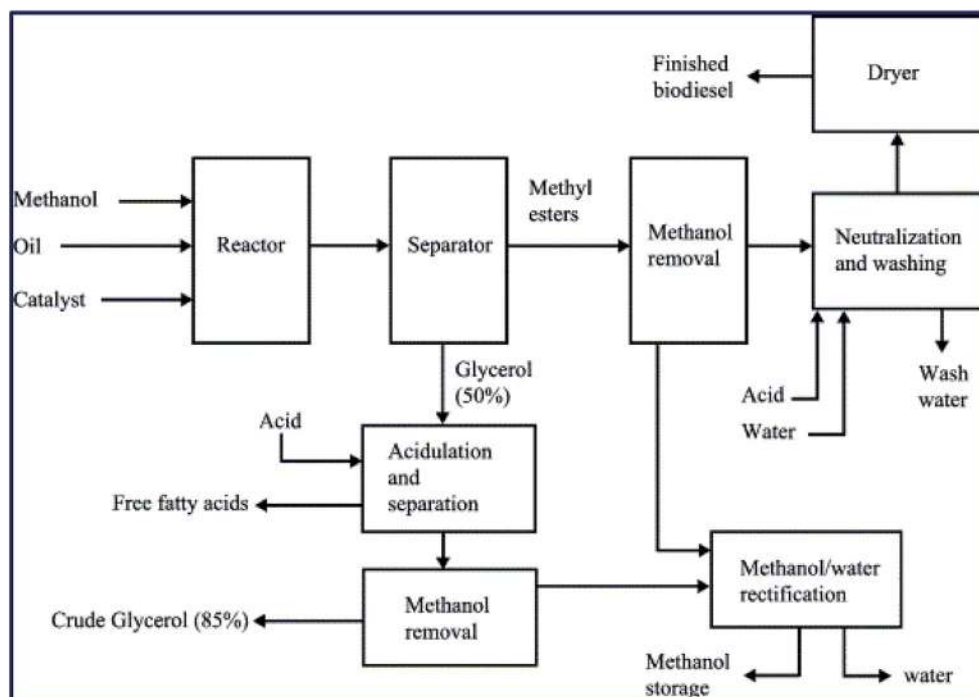 Finished
biodiesel
Dryer
Methanol
Oil
Catalyst
Reactor
Separator
Methyl
esters
Methanol
removal
Neutralization
and washing
Glycerol
(50%)
Acid
Water
Wash
water
Acid
Acidulation
and
separation
Free fatty acids
Methanol
removal
Crude Glycerol (85%)
Methanol/water
rectification
Methanol
storage
water